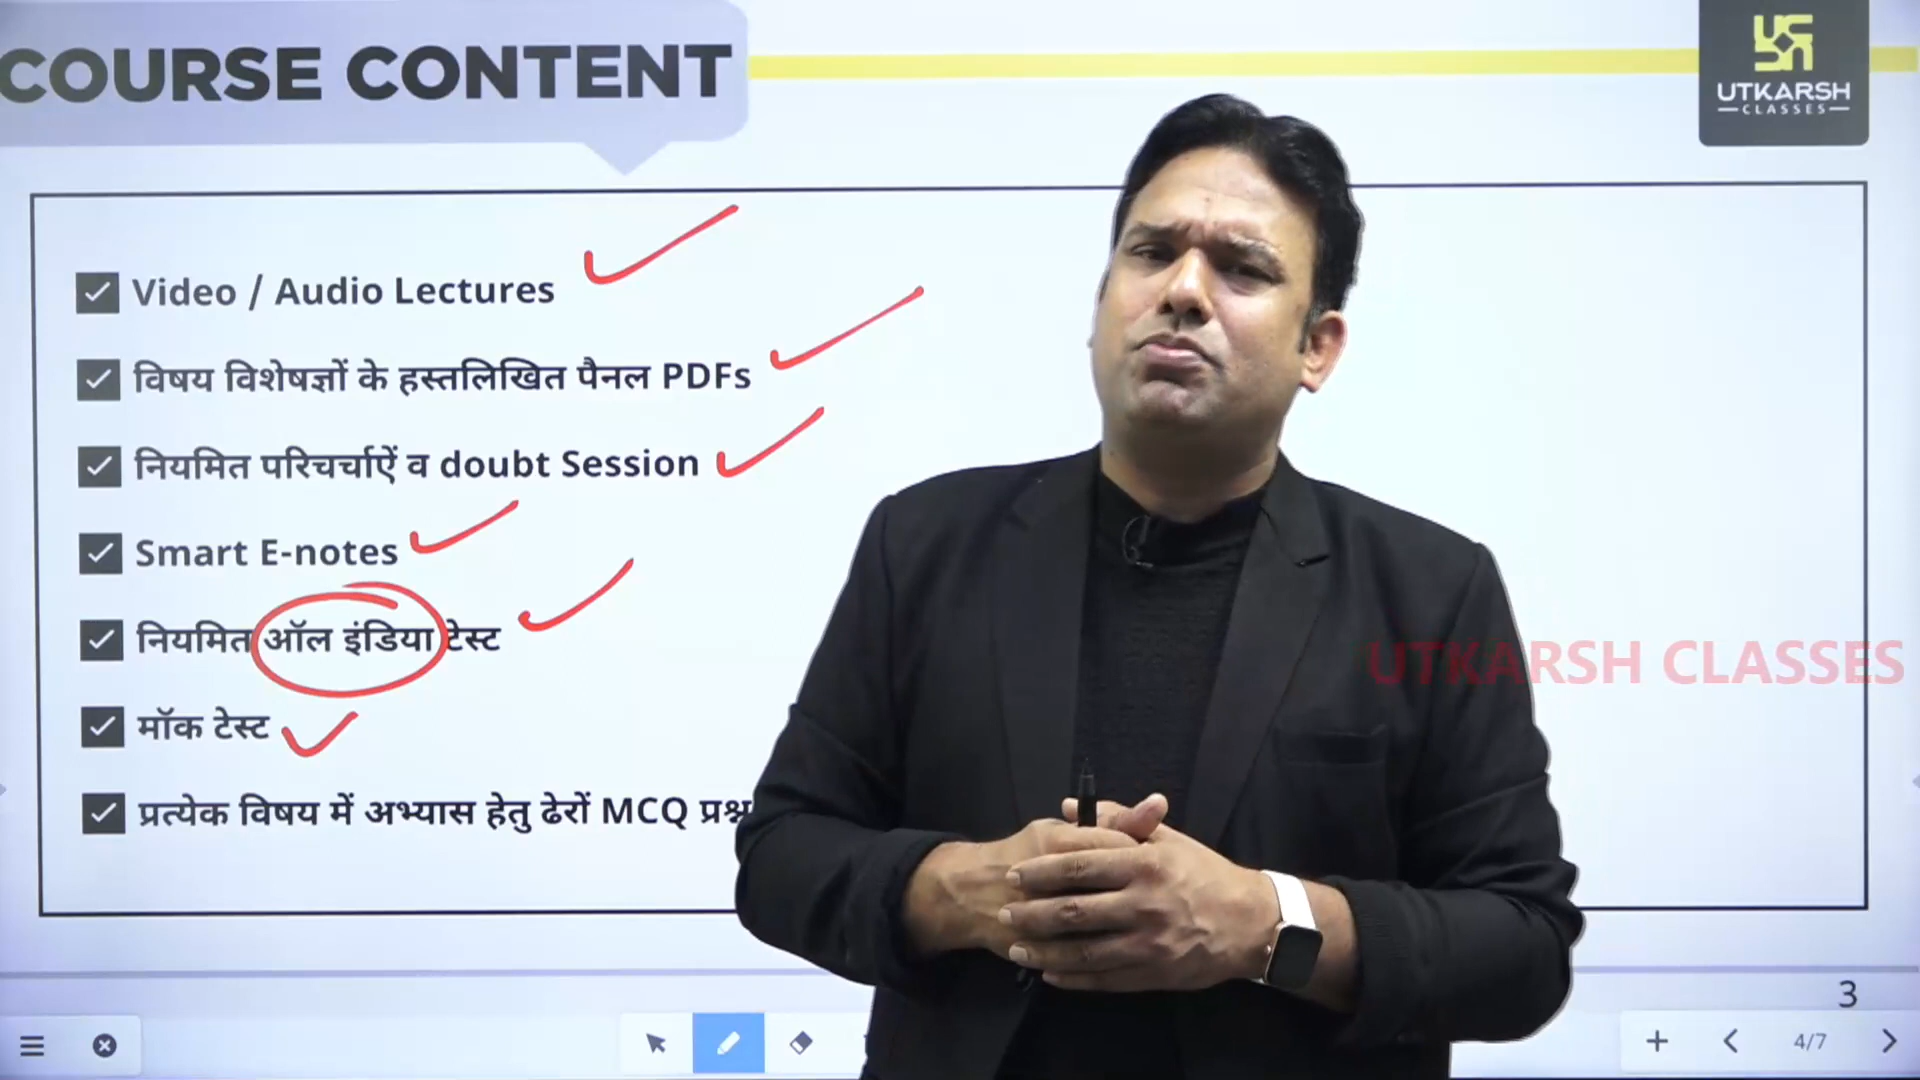 COURSE CONTENT
UTKARSH
CLASSES
Video / Audio Lectures
विषय विशेषज्ञों के हस्तलिखित पैनल PDFs
नियमित परिचर्चाऐं व doubt Session
Smart E-notes
नियमित ऑल इंडिया टेस्ट
मॉक टेस्ट
प्रत्येक विषय में अभ्यास हेतु ढेरों MCQ प्रश्न
UTKARSH CLASSES
3
4/7